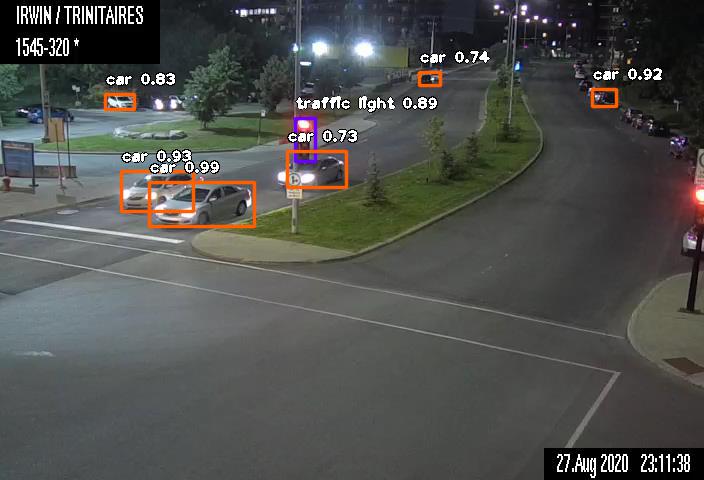 IRWIN / TRINITAIRES
1545-320 *
car 0.74
car 0.92
car 0.83
traffic light 0.89
car 0.73
car 0.93
car 0.99
27.Aug 2020 23:11:38